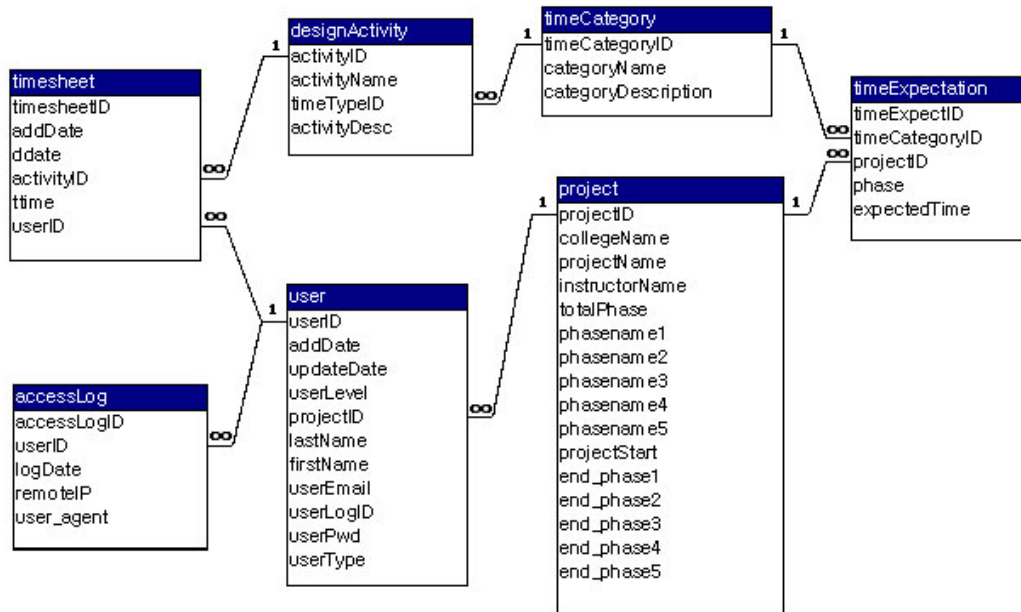 timesheet
timesheetID
addDate
ddate
activityID
ttime
userID
designActivity
activityID
activityName
timeTypeID
activityDesc
timeCategory
timeCategoryID
categoryName
categoryDescription
timeExpectation
timeExpectID
timeCategoryID
projectID
phase
expectedTime
accessLog
accessLogID
userID
logDate
remoteIP
user_agent
user
userID
addDate
updateDate
userLevel
projectID
lastName
firstName
userEmail
userLogID
userPwd
userType
project
projectID
collegeName
projectName
instructorName
totalPhase
phasename1
phasename2
phasename3
phasename4
phasename5
projectStart
end_phase1
end_phase2
end_phase3
end_phase4
end_phase5
1
∞
1
∞
1
∞
∞
1
∞
1
∞
1
∞